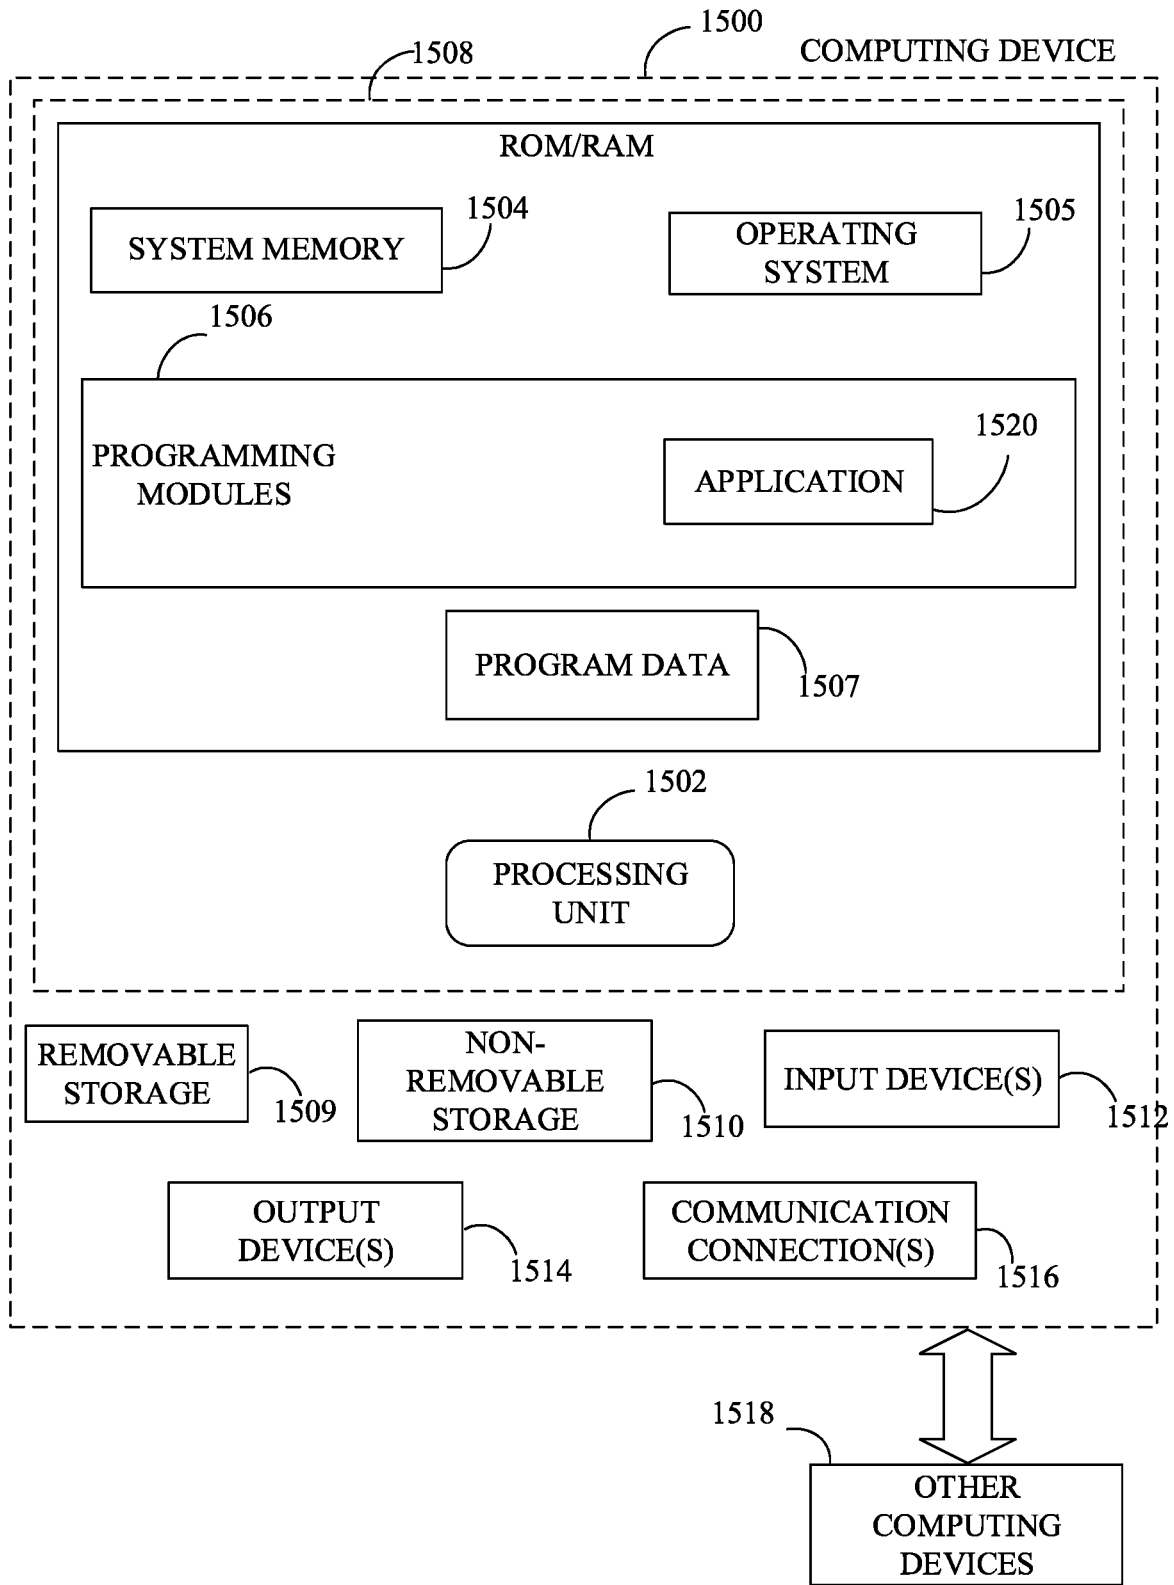 1500
1508
COMPUTING DEVICE
ROM/RAM
1504
SYSTEM MEMORY
1505
OPERATING
SYSTEM
1506
PROGRAMMING
MODULES
1520
APPLICATION
PROGRAM DATA
1507
1502
PROCESSING
UNIT
REMOVABLE
STORAGE
1509
NON-
REMOVABLE
STORAGE
1510
INPUT DEVICE(S)
1512
OUTPUT
DEVICE(S)
1514
COMMUNICATION
CONNECTION(S)
1516
1518
OTHER
COMPUTING
DEVICES